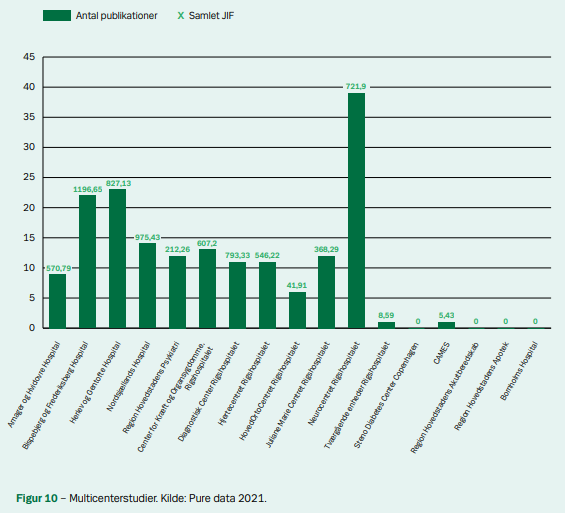 Antal publikationer X Samlet JIF
45
40
35
30
25
20
15
10
5
0
570,79
1196,65
827,13
975,43
212,26
607,2
793,33
546,22
41,91
368,29
721,9
8,59
0
5,43
0
0
0
Amager og Hvidovre Hospital
Bispebjerg og Frederiksberg Hospital
Herlev og Gentofte Hospital
Nordsjællands Hospital
Region Hovedstadens Psykiatri
Center for Kræft og Organsygdomme,
Rigshospitalet
Diagnostisk Center Rigshospitalet
Hjertecentret Rigshospitalet
HovedOrtoCentret Rigshospitalet
Juliane Marie Centret Rigshospitalet
Neurocentret Rigshospitalet
Tværgående enheder Rigshospitalet
Steno Diabetes Center Copenhagen
CAMES
Region Hovedstadens Akutberedskab
Region Hovedstadens Apotek
Bornholms Hospital
Figur 10 – Multicenterstudier. Kilde: Pure data 2021.